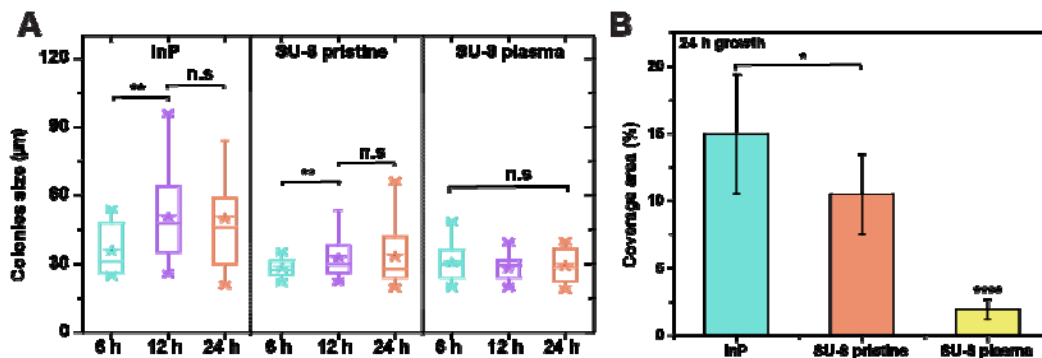 A
InP
SU-8 pristine
SU-8 plasma
Colonies size (µm)
120
90
60
30
0
**
n.s
**
n.s
n.s
6 h
12 h
24 h
6 h
12 h
24 h
6 h
12 h
24 h
B
24 h growth
Coverage area (%)
20
15
10
5
0
*
****
InP
SU-8 pristine
SU-8 plasma